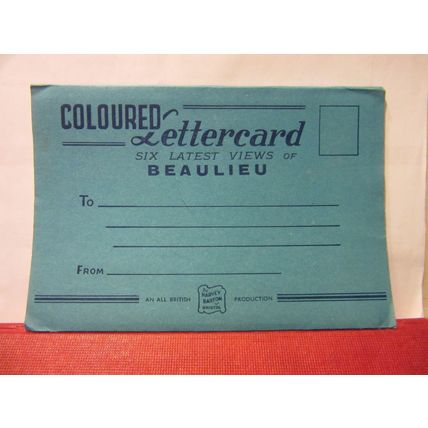 COLOURED Lettercard
SIX LATEST VIEWS OF
BEAULIEU
TO
FROM
AN ALL BRITISH
HARVEY
BARTON
BRISTOL
PRODUCTION